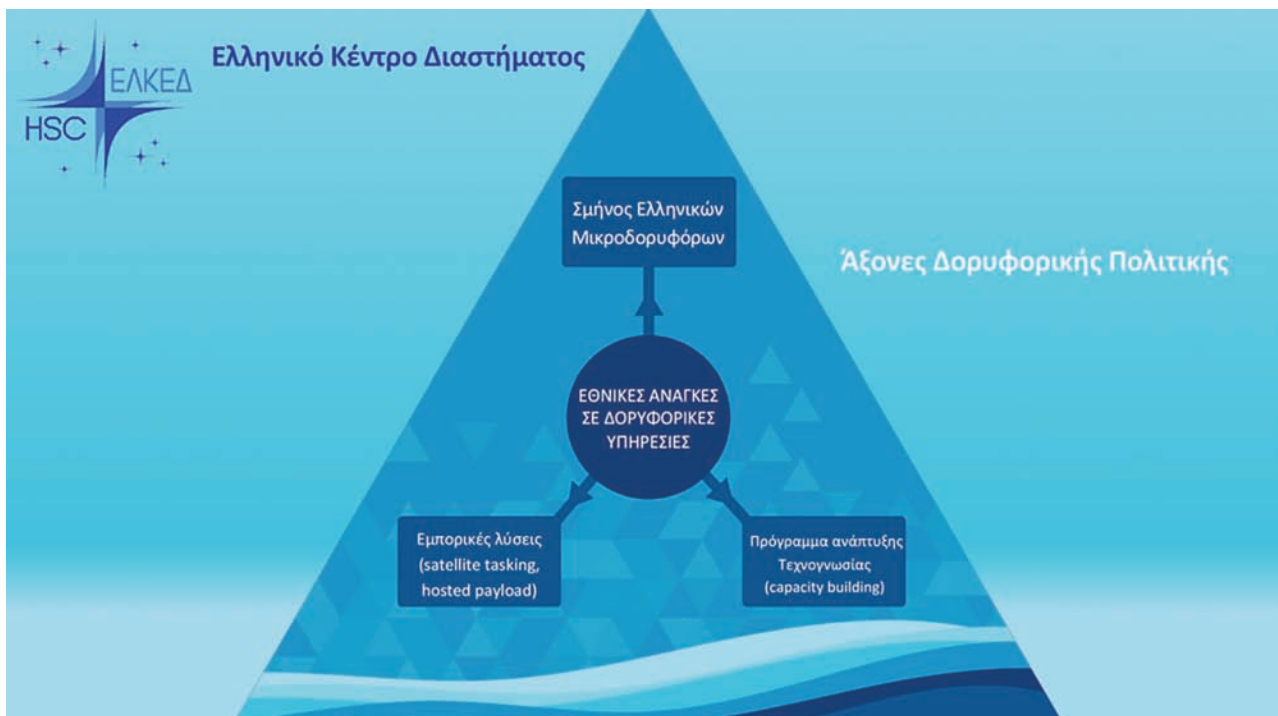 ΕΛΚΕΔ
HSC
Ελληνικό Κέντρο Διαστήματος
Σμήνος Ελληνικών
Μικροδορυφόρων
Άξονες Δορυφορικής Πολιτικής
ΕΘΝΙΚΕΣ ΑΝΑΓΚΕΣ
ΣΕ ΔΟΡΥΦΟΡΙΚΕΣ
ΥΠΗΡΕΣΙΕΣ
Εμπορικές λύσεις
(satellite tasking,
hosted payload)
Πρόγραμμα ανάπτυξης
Τεχνογνωσίας
(capacity building)